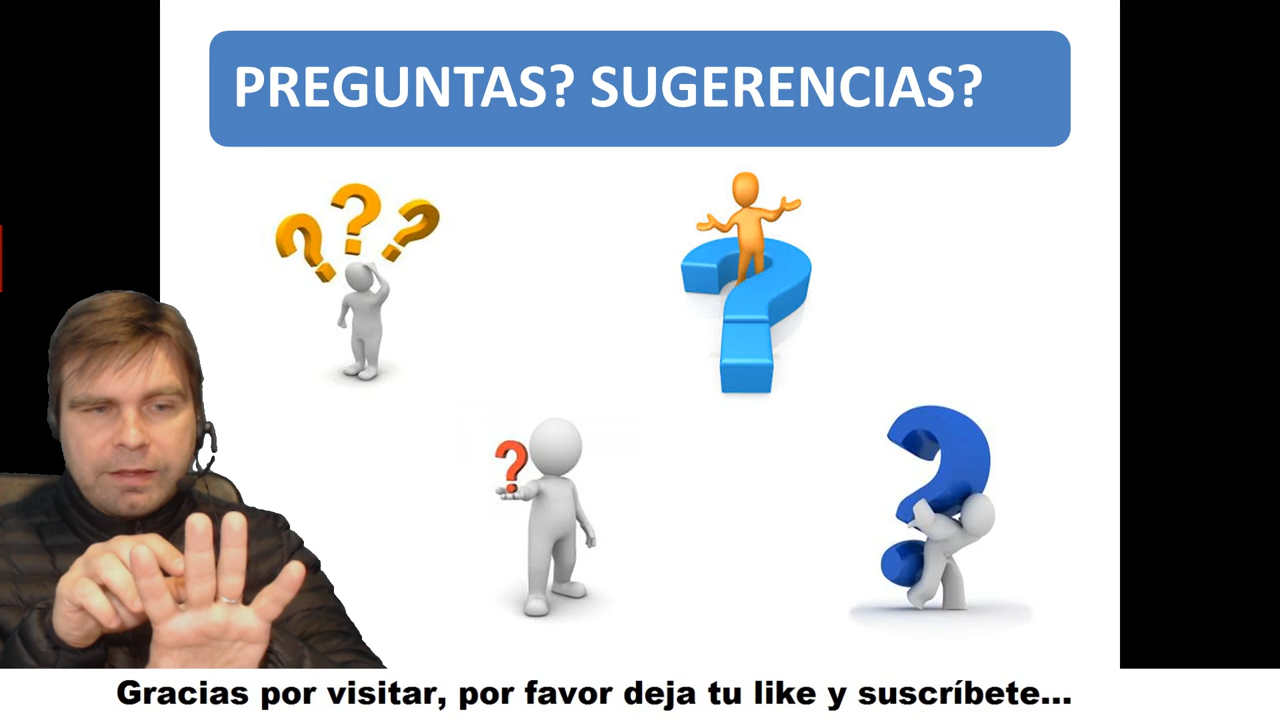 PREGUNTAS? SUGERENCIAS?
Gracias por visitar, por favor deja tu like y suscríbete...